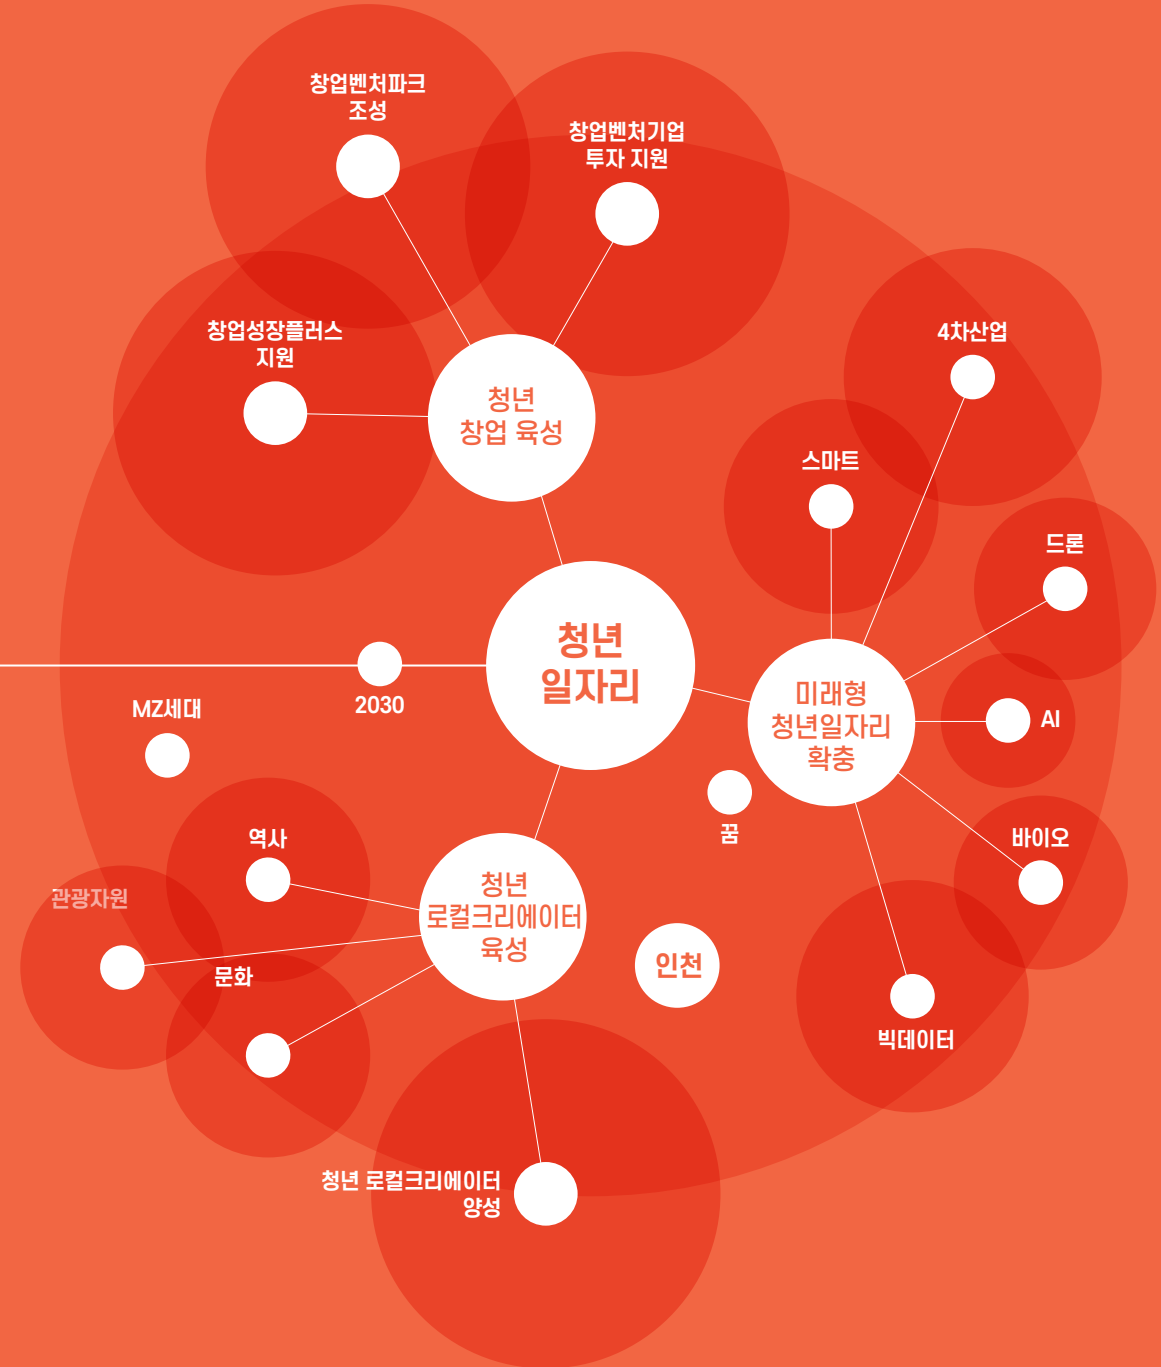 창업벤처파크
조성
창업벤처기업
투자 지원
창업성장플러스
지원
4차산업
청년
창업 육성
스마트
드론
청년
일자리
2030
MZ세대
미래형
청년일자리
확충
AI
꿈
바이오
역사
관광자원
청년
로컬크리에이터
육성
문화
인천
빅데이터
청년 로컬크리에이터
양성